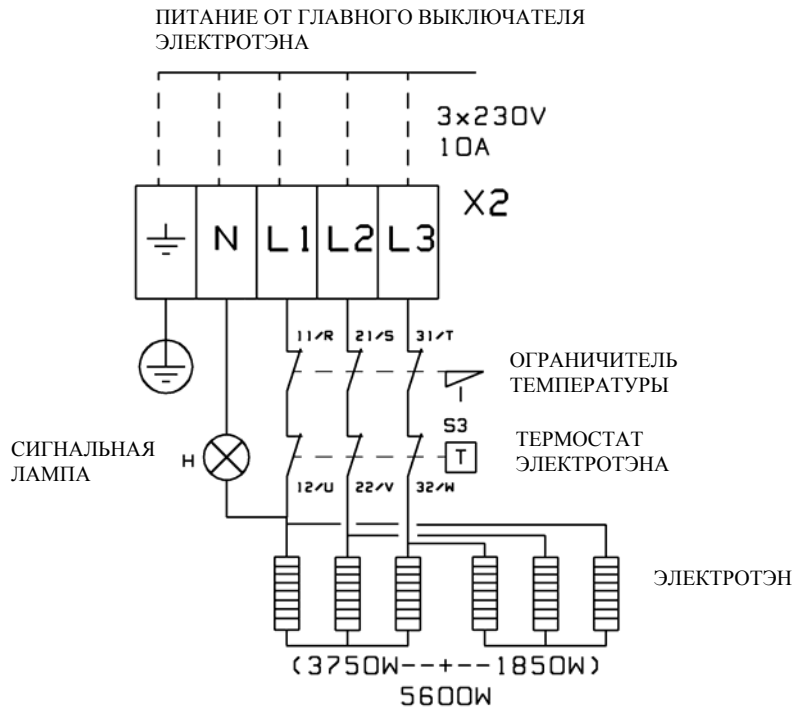 ПИТАНИЕ ОТ ГЛАВНОГО ВЫКЛЮЧАТЕЛЯ
ЭЛЕКТРОТЭНА
3x230V
10A
X2
N L1 L2 L3
11/R 21/S 31/T
ОГРАНИЧИТЕЛЬ
ТЕМПЕРАТУРЫ
S3
ТЕРМОСТАТ
ЭЛЕКТРОТЭНА
T
СИГНАЛЬНАЯ
ЛАМПА
H
12/U 22/V 32/W
ЭЛЕКТРОТЭН
(3750W--+--1850W)
5600W